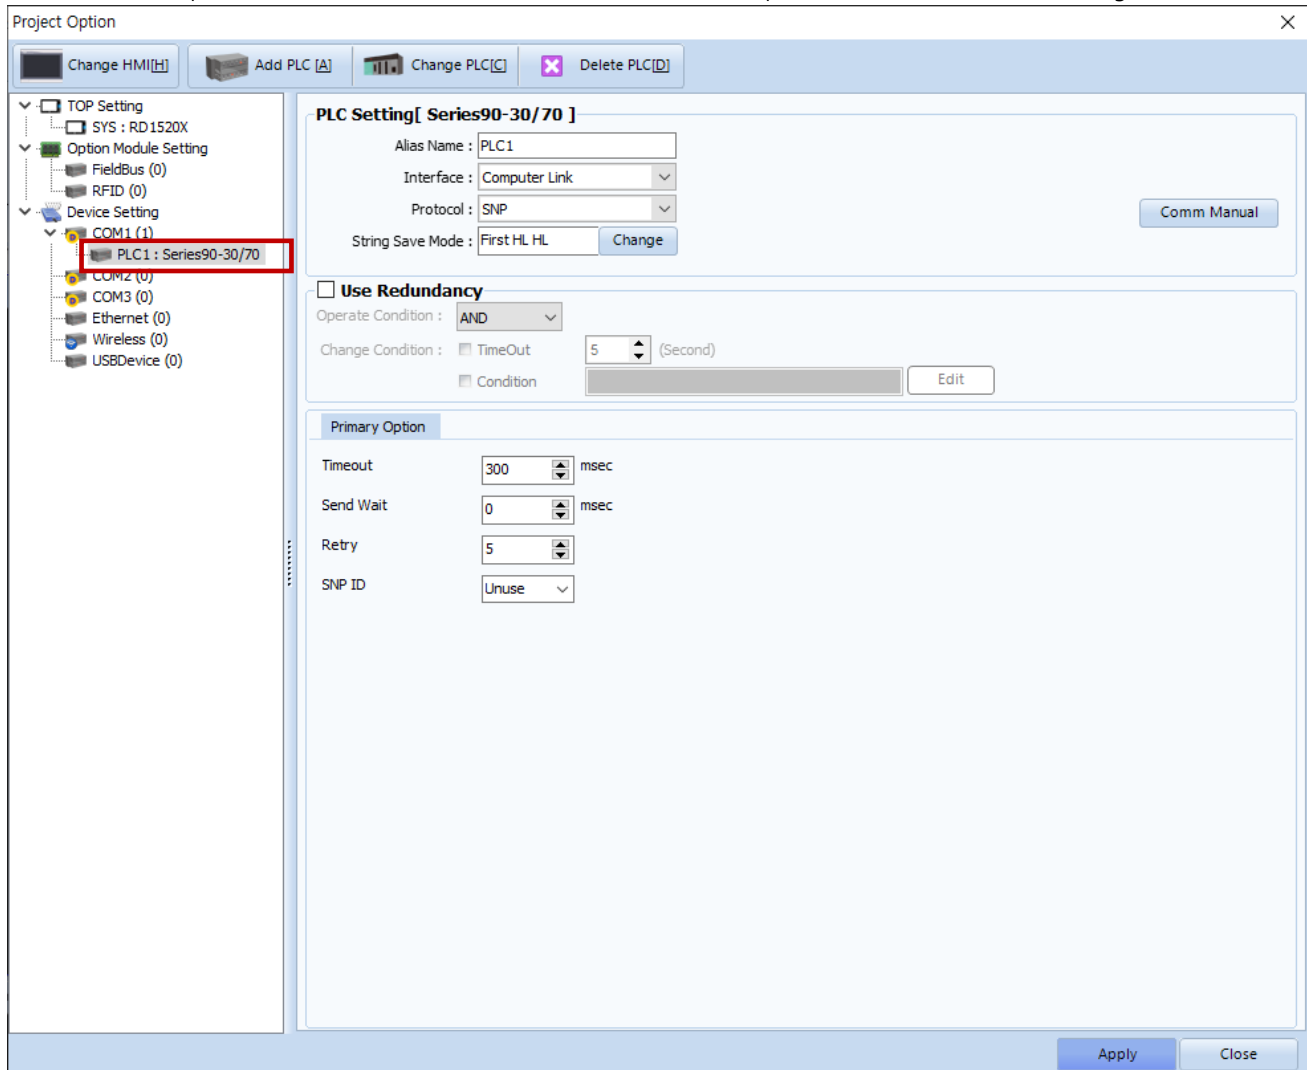 Project Option
Change HMI[H] Add PLC [A] Change PLC[C] Delete PLC[D]
TOP Setting
SYS : RD1520X
Option Module Setting
FieldBus (0)
RFID (0)
Device Setting
COM1 (1)
PLC1 : Series90-30/70
COM2 (0)
COM3 (0)
Ethernet (0)
Wireless (0)
USBDevice (0)
PLC Setting[ Series90-30/70 ]
Alias Name : PLC1
Interface : Computer Link
Protocol : SNP
Comm Manual
String Save Mode : First HL HL Change
Use Redundancy
Operate Condition : AND
Change Condition : TimeOut 5 (Second)
Condition Edit
Primary Option
Timeout 300 msec
Send Wait 0 msec
Retry 5
SNP ID Unuse
Apply Close